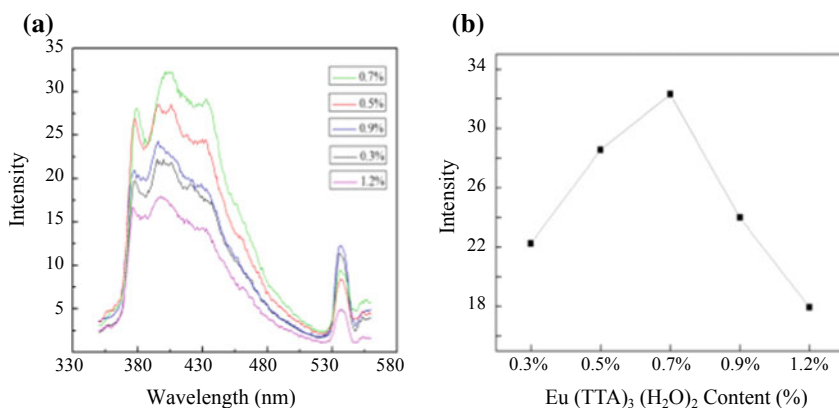 (a)
Intensity
35
30
25
20
15
10
5
330 380 430 480 530 580
Wavelength (nm)
0.7%
0.5%
0.9%
0.3%
1.2%
(b)
Intensity
34
32
26
24
22
18
0.3% 0.5% 0.7% 0.9% 1.2%
Eu (TTA)₃ (H₂O)₂ Content (%)